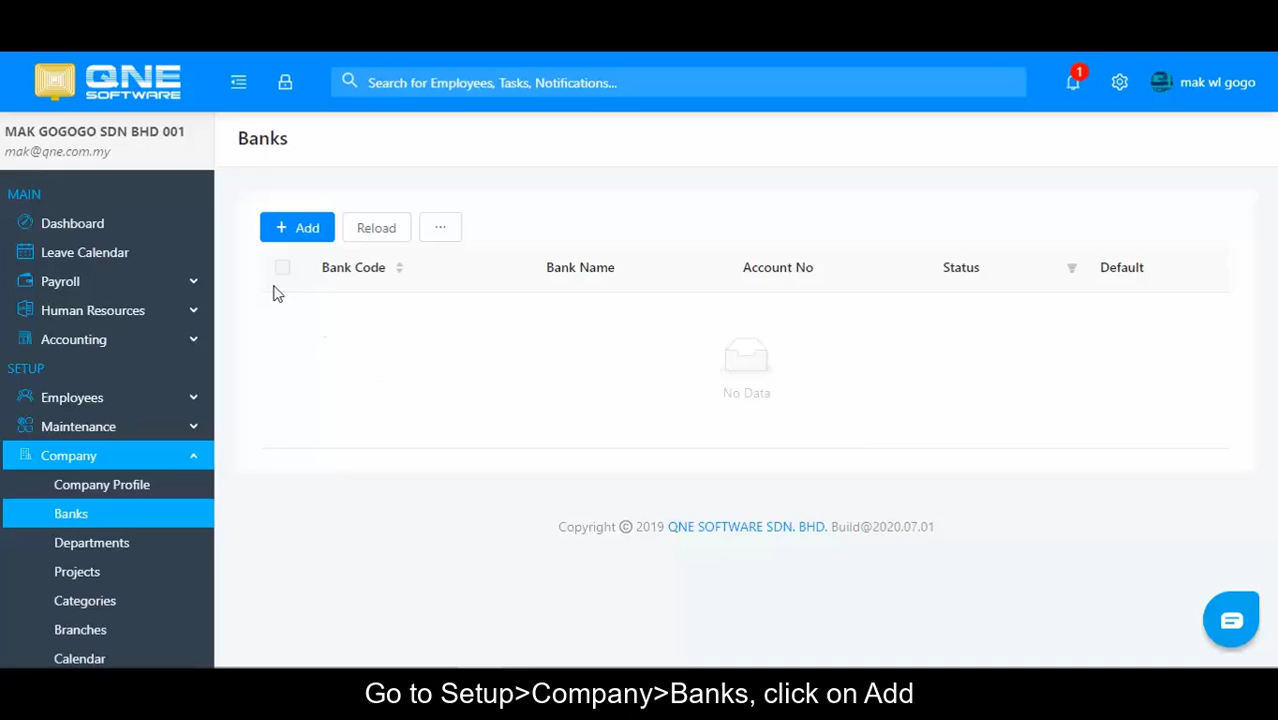 QNE
SOFTWARE
Search for Employees, Tasks, Notifications...
1
mak wl gogo
MAK GOGOGO SDN BHD 001
mak@qne.com.my
Banks
MAIN
Dashboard
Leave Calendar
Payroll
Human Resources
Accounting
SETUP
Employees
Maintenance
Company
Company Profile
Banks
Departments
Projects
Categories
Branches
Calendar
+ Add
Reload
...
Bank Code
Bank Name
Account No
Status
Default
No Data
Copyright © 2019 QNE SOFTWARE SDN. BHD. Build@2020.07.01
Go to Setup>Company>Banks, click on Add